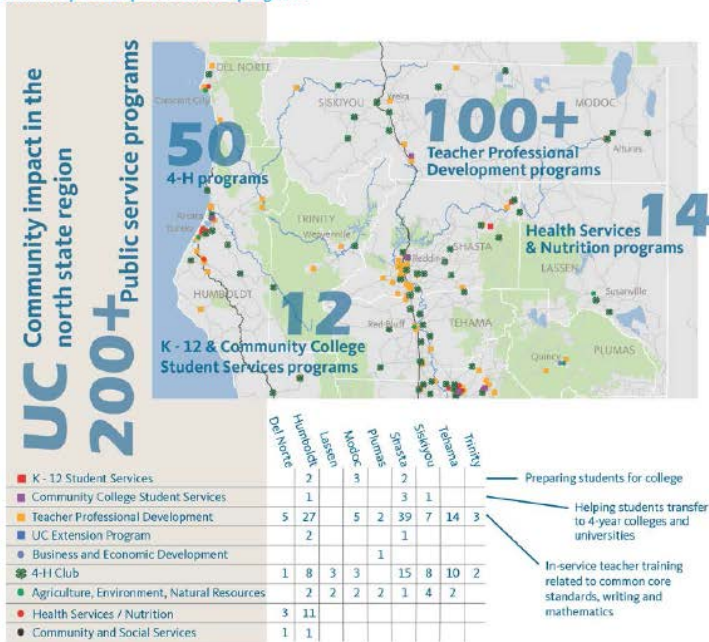 UC Community impact in the
north state region
200+ Public service programs
DEL NORTE
Crescent City
SISKIYOU
Yreka
MODOC
Alturas
50
4-H programs
100+
Teacher Professional
Development programs
TRINITY
Weaverville
Arcata
Eureka
HUMBOLDT
SHASTA
Redding
14
Health Services
& Nutrition programs
LASSEN
Susanville
12
K - 12 & Community College
Student Services programs
Red Bluff
TEHAMA
Quincy
PLUMAS
Del Norte Humboldt Lassen Modoc Plumas Shasta Siskiyou Tehama Trinity
K - 12 Student Services 2 3 2
Community College Student Services 1 3 1
Teacher Professional Development 5 27 5 2 39 7 14 3
UC Extension Program 2 1
Business and Economic Development 1
4-H Club 1 8 3 3 15 8 10 2
Agriculture, Environment, Natural Resources 2 2 2 2 1 4 2
Health Services / Nutrition 3 11
Community and Social Services 1 1
Preparing students for college
Helping students transfer
to 4-year colleges and
universities
In-service teacher training
related to common core
standards, writing and
mathematics